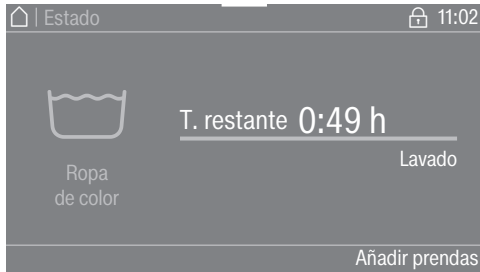 Estado 11:02
T. restante 0:49 h
Lavado
Ropa
de color
Añadir prendas